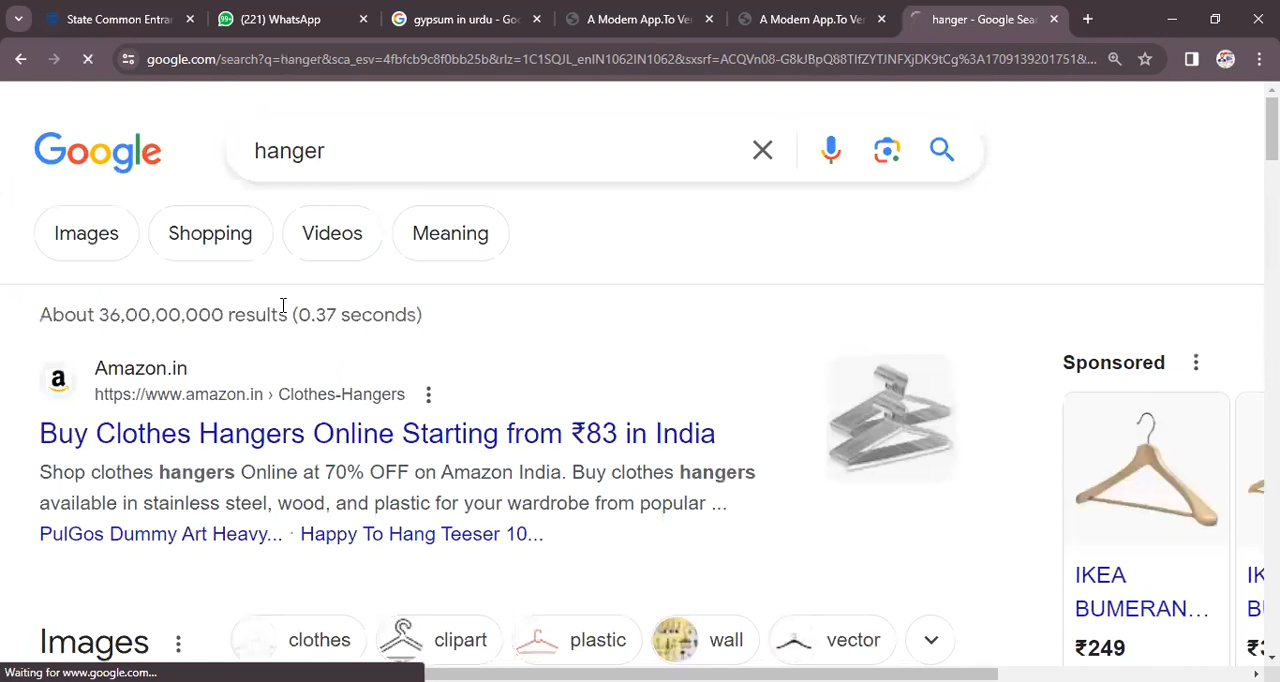 State Common Entra
(221) WhatsApp
gypsum in urdu - Goo
A Modern App.To Ve
A Modern App.To Ve
hanger - Google Sea
google.com/search?q=hanger&sca_esv=4fbfcb9c8f0bb25b&rlz=1C1SQJL_enIN1062IN1062&sxsrf=ACQVn08-G8kJBpQ88TIfZYTJNFXjDK9tCg%3A1709139201751&...
Google
hanger
Images
Shopping
Videos
Meaning
About 36,00,00,000 results (0.37 seconds)
Amazon.in
https://www.amazon.in › Clothes-Hangers
Buy Clothes Hangers Online Starting from ₹83 in India
Shop clothes hangers Online at 70% OFF on Amazon India. Buy clothes hangers
available in stainless steel, wood, and plastic for your wardrobe from popular ...
PulGos Dummy Art Heavy... · Happy To Hang Teeser 10...
Sponsored
IKEA
BUMERAN...
₹249
Images
clothes
clipart
plastic
wall
vector
Waiting for www.google.com...